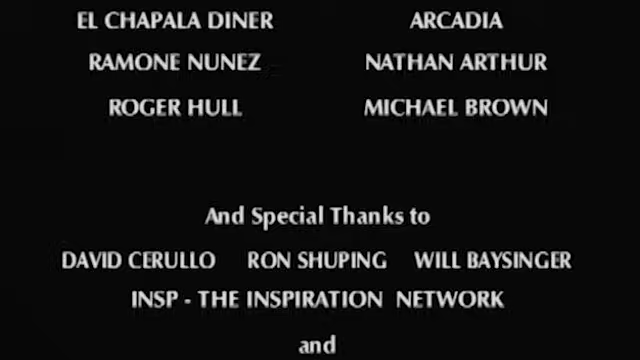 EL CHAPALA DINER ARCADIA
RAMONE NUNEZ NATHAN ARTHUR
ROGER HULL MICHAEL BROWN
And Special Thanks to
DAVID CERULLO RON SHUPING WILL BAYSINGER
INSP - THE INSPIRATION NETWORK
and